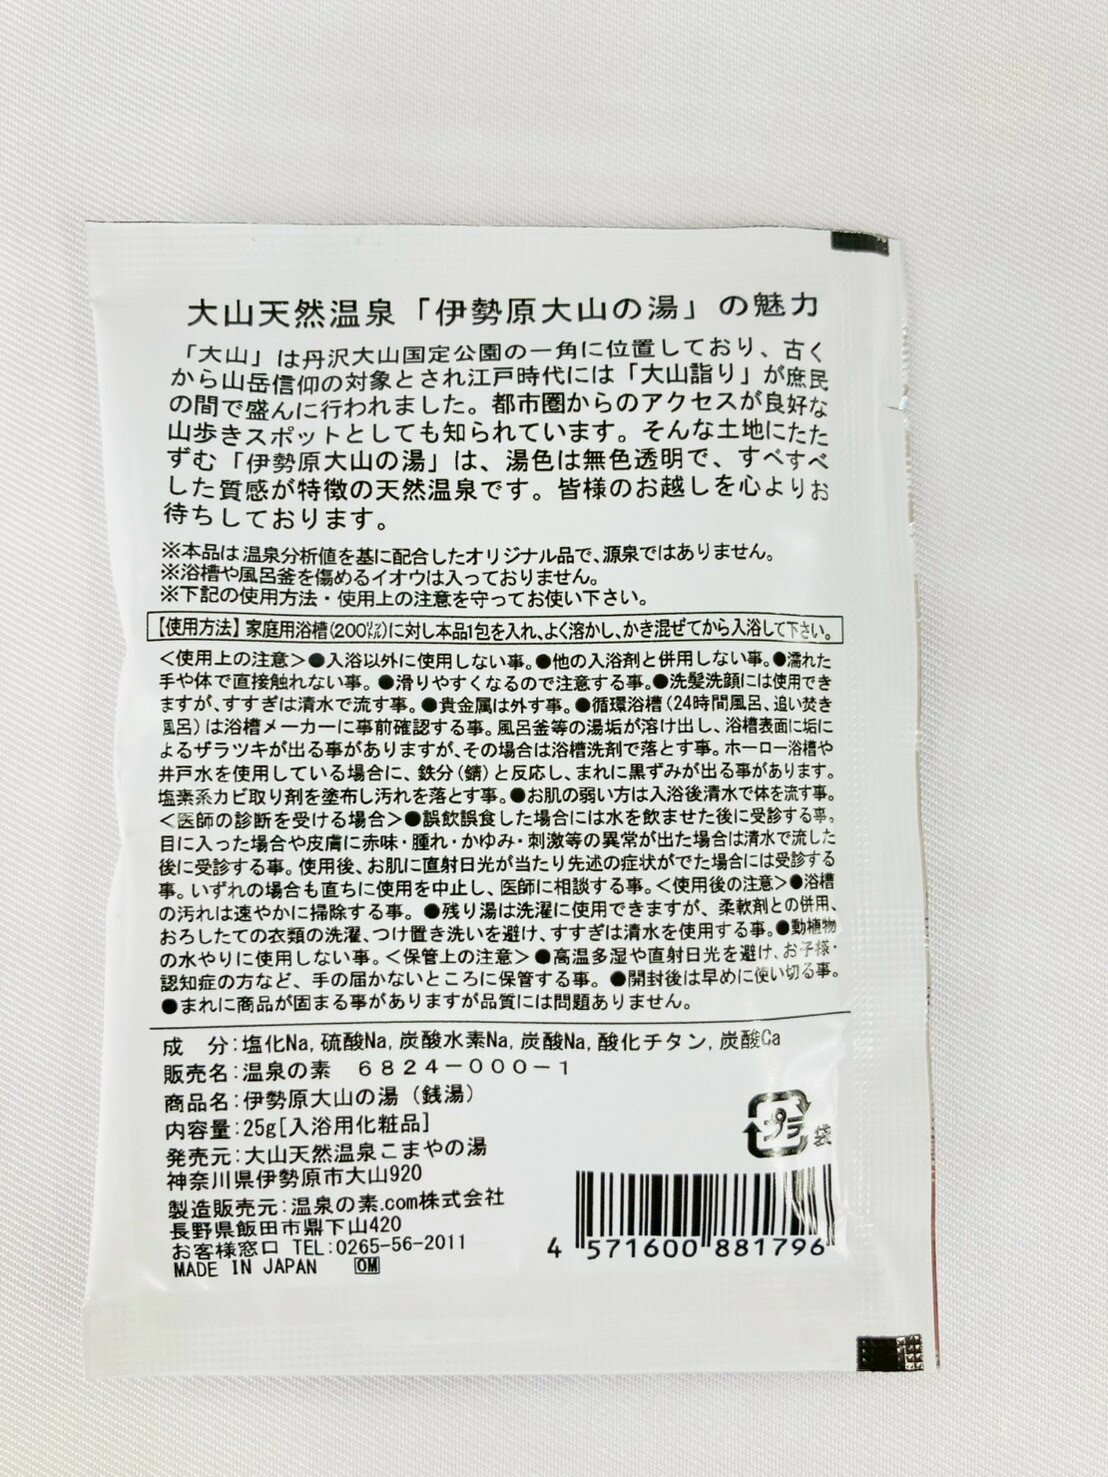 大山天然温泉「伊勢原大山の湯」の魅力
「大山」は丹沢大山国定公園の一角に位置しており、古く
から山岳信仰の対象とされ江戸時代には「大山詣り」が庶民
の間で盛んに行われました。都市圏からのアクセスが良好な
山歩きスポットとしても知られています。そんな土地にたた
ずむ「伊勢原大山の湯」は、湯色は無色透明で、すべすべ
した質感が特徴の天然温泉です。皆様のお越しを心よりお
待ちしております。
※本品は温泉分析値を基に配合したオリジナル品で、源泉ではありません。
※浴槽や風呂釜を傷めるイオウは入っておりません。
※下記の使用方法・使用上の注意を守ってお使い下さい。
【使用方法】家庭用浴槽(200㍑)に対し本品1包を入れ、よく溶かし、かき混ぜてから入浴して下さい。
<使用上の注意>●入浴以外に使用しない事。●他の入浴剤と併用しない事。●濡れた
手や体で直接触れない事。●滑りやすくなるので注意する事。●洗髪洗顔には使用でき
ますが、すすぎは清水で流す事。●貴金属は外す事。●循環浴槽(24時間風呂、追い焚き
風呂)は浴槽メーカーに事前確認する事。風呂釜等の湯垢が溶け出し、浴槽表面に垢に
よるザラツキが出る事がありますが、その場合は浴槽洗剤で落とす事。ホーロー浴槽や
井戸水を使用している場合に、鉄分(錆)と反応し、まれに黒ずみが出る事があります。
塩素系カビ取り剤を塗布し汚れを落とす事。●お肌の弱い方は入浴後清水で体を流す事。
<医師の診断を受ける場合>●誤飲誤食した場合には水を飲ませた後に受診する事。
目に入った場合や皮膚に赤味・腫れ・かゆみ・刺激等の異常が出た場合は清水で流した
後に受診する事。使用後、お肌に直射日光が当たり先述の症状がでた場合には受診する
事。いずれの場合も直ちに使用を中止し、医師に相談する事。<使用後の注意>●浴槽
の汚れは速やかに掃除する事。●残り湯は洗濯に使用できますが、柔軟剤との併用、
おろしたての衣類の洗濯、つけ置き洗いを避け、すすぎは清水を使用する事。●動植物
の水やりに使用しない事。<保管上の注意>●高温多湿や直射日光を避け、お子様・
認知症の方など、手の届かないところに保管する事。●開封後は早めに使い切る事。
●まれに商品が固まる事がありますが品質には問題ありません。
成 分:塩化Na,硫酸Na,炭酸水素Na,炭酸Na,酸化チタン,炭酸Ca
販売名:温泉の素 6824-000-1
商品名:伊勢原大山の湯(銭湯)
内容量:25g[入浴用化粧品]
発売元:大山天然温泉こまやの湯
神奈川県伊勢原市大山920
製造販売元:温泉の素.com株式会社
長野県飯田市鼎下山420
お客様窓口 TEL:0265-56-2011
MADE IN JAPAN OM
プラ 袋
4 571600 881796